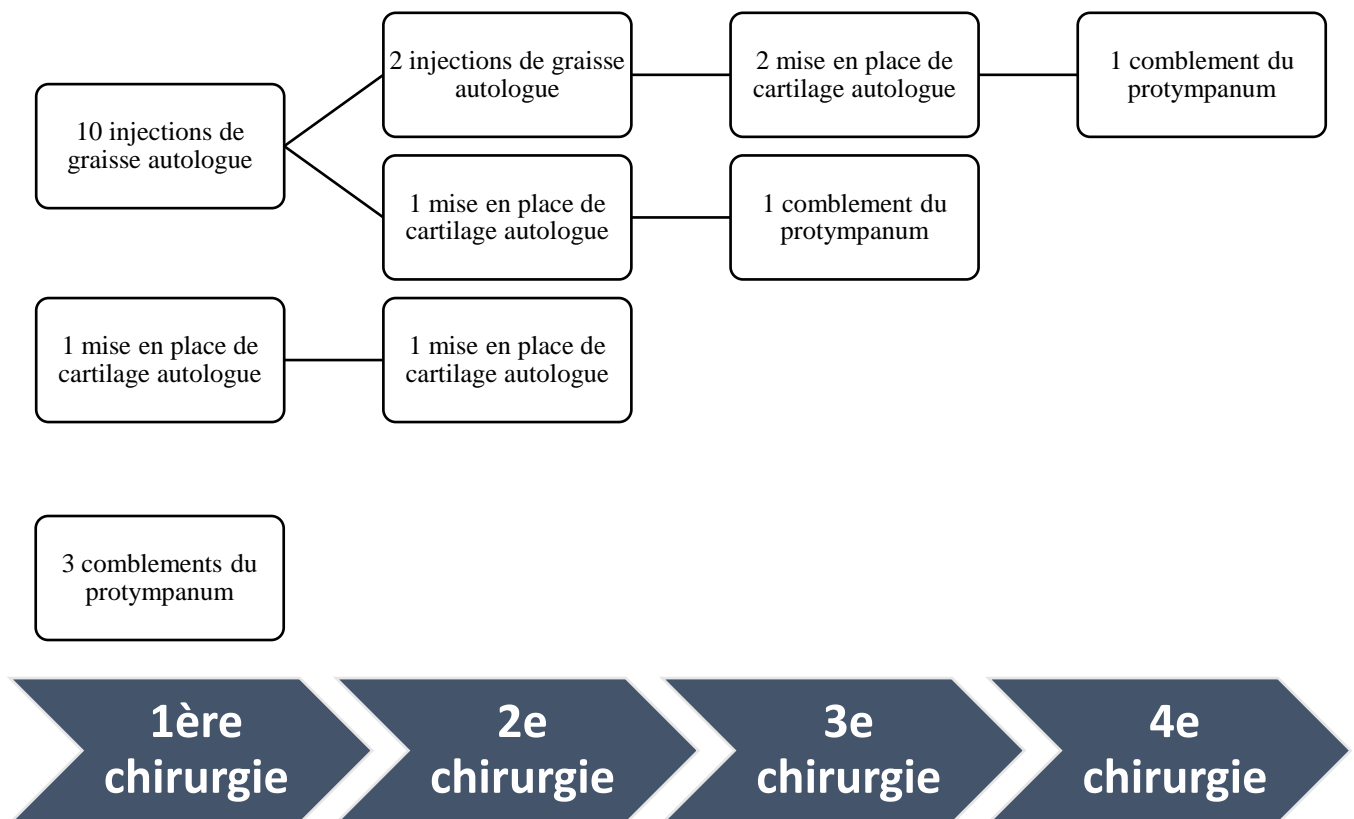 10 injections de
graisse autologue
2 injections de graisse
autologue
2 mise en place de
cartilage autologue
1 comblement du
protympanum
1 mise en place de
cartilage autologue
1 comblement du
protympanum
1 mise en place de
cartilage autologue
1 mise en place de
cartilage autologue
3 comblements du
protympanum
1ère
chirurgie
2e
chirurgie
3e
chirurgie
4e
chirurgie